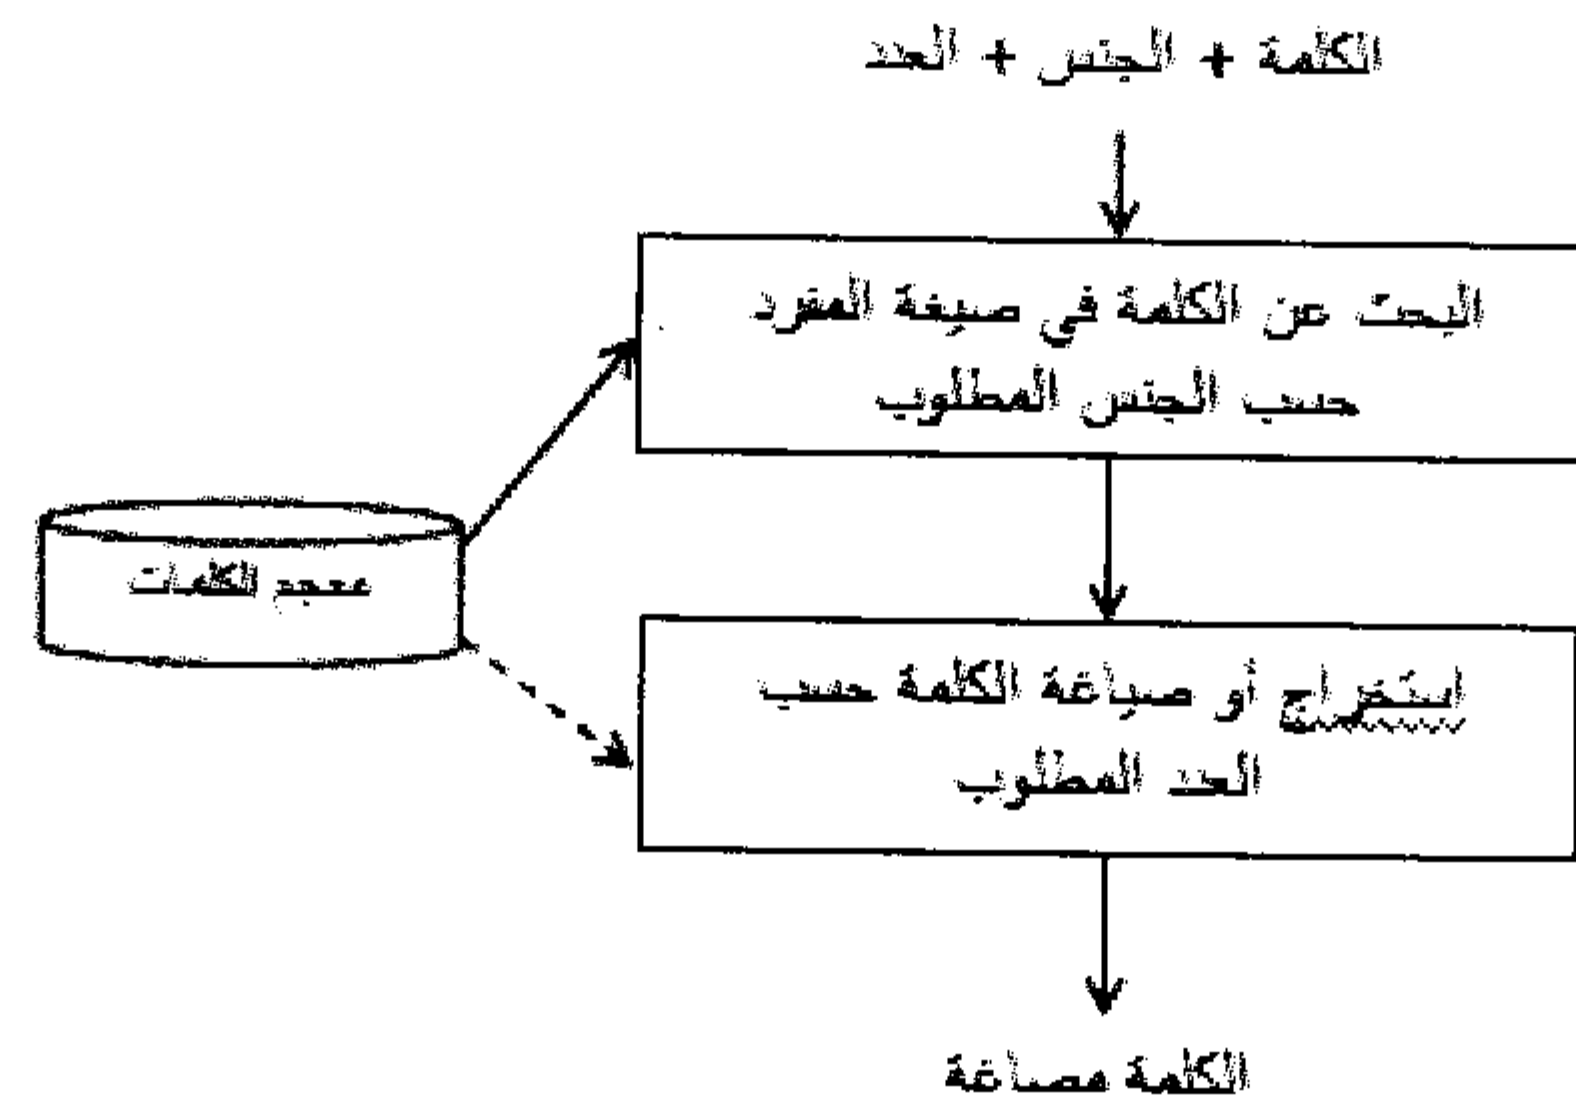 الكلمة + الجنس + العدد
البحث عن الكلمة في صيغة المفرد
حسب الجنس المطلوب
معجم الكلمات
استخراج أو صياغة الكلمة حسب
العدد المطلوب
الكلمة مصاغة